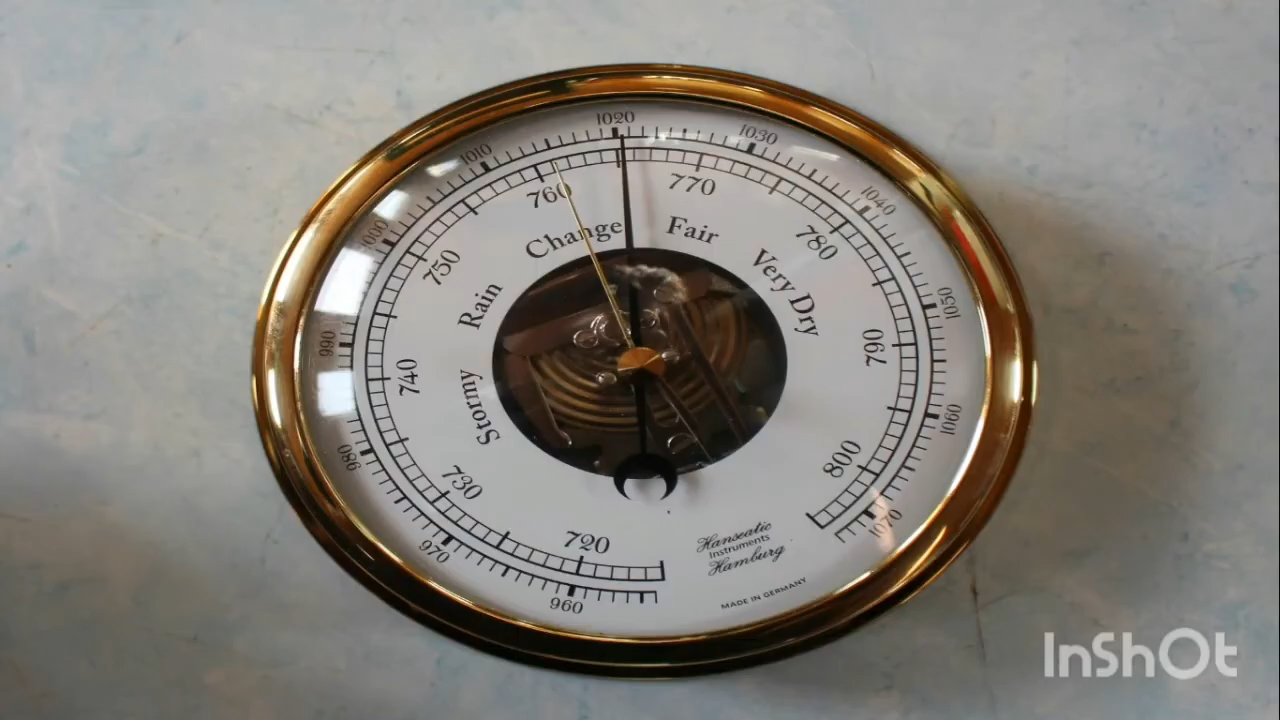 960
970
980
990
1000
1010
1020
1030
1040
1050
1060
1070
720
730
740
750
760
770
780
790
800
Stormy
Rain
Change
Fair
Very Dry
Hanseatic
Instruments
Hamburg
MADE IN GERMANY
InShOt